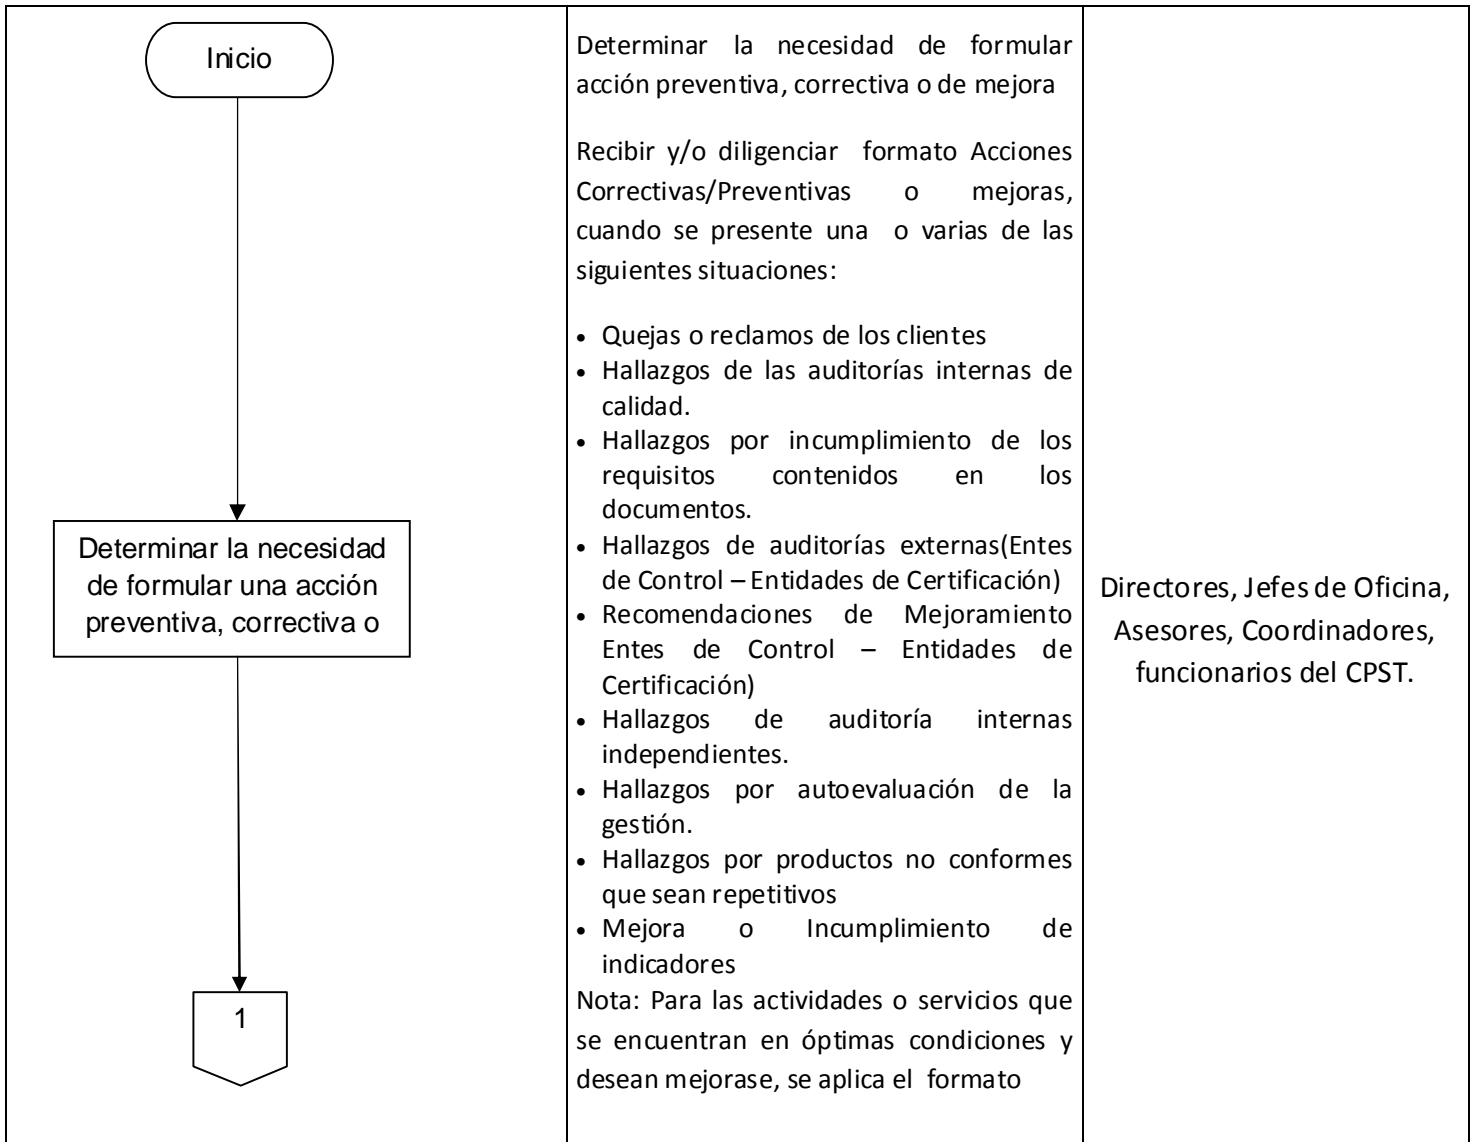 Inicio
Determinar la necesidad
de formular una acción
preventiva, correctiva o
1
Determinar la necesidad de formular
acción preventiva, correctiva o de mejora
Recibir y/o diligenciar formato Acciones
Correctivas/Preventivas o mejoras,
cuando se presente una o varias de las
siguientes situaciones:
• Quejas o reclamos de los clientes
• Hallazgos de las auditorías internas de
calidad.
• Hallazgos por incumplimiento de los
requisitos contenidos en los
documentos.
• Hallazgos de auditorías externas(Entes
de Control – Entidades de Certificación)
• Recomendaciones de Mejoramiento
Entes de Control – Entidades de
Certificación)
• Hallazgos de auditoría internas
independientes.
• Hallazgos por autoevaluación de la
gestión.
• Hallazgos por productos no conformes
que sean repetitivos
• Mejora o Incumplimiento de
indicadores
Nota: Para las actividades o servicios que
se encuentran en óptimas condiciones y
desean mejorase, se aplica el formato
Directores, Jefes de Oficina,
Asesores, Coordinadores,
funcionarios del CPST.